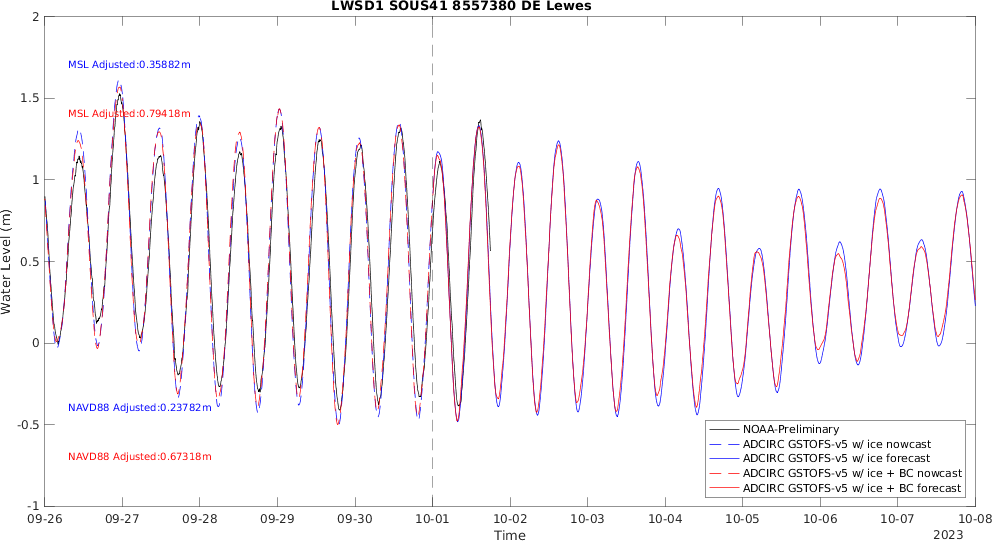 LWSD1 SOUS41 8557380 DE Lewes
2
1.5
1
0.5
0
-0.5
-1
Water Level (m)
MSL Adjusted:0.35882m
MSL Adjusted:0.79418m
NAVD88 Adjusted:0.23782m
NAVD88 Adjusted:0.67318m
NOAA-Preliminary
ADCIRC GSTOFS-v5 w/ ice nowcast
ADCIRC GSTOFS-v5 w/ ice forecast
ADCIRC GSTOFS-v5 w/ ice + BC nowcast
ADCIRC GSTOFS-v5 w/ ice + BC forecast
09-26 09-27 09-28 09-29 09-30 10-01 10-02 10-03 10-04 10-05 10-06 10-07 10-08
Time
2023